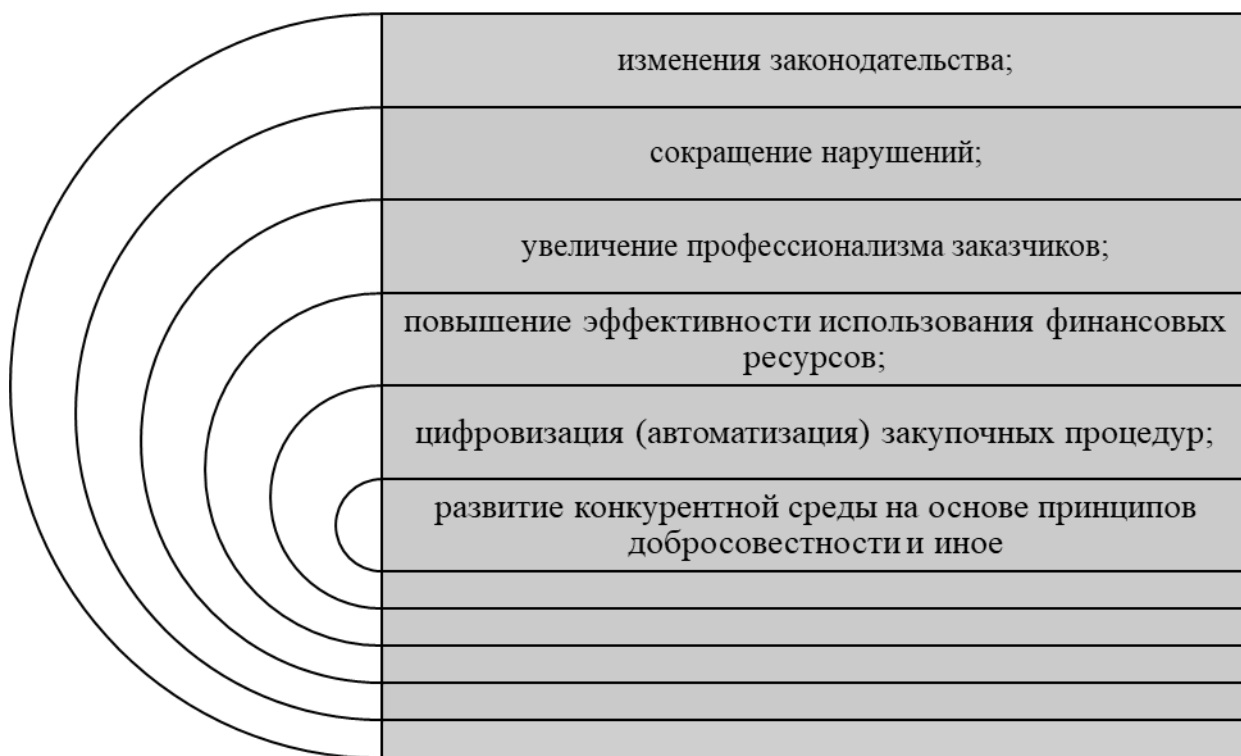 изменения законодательства;
сокращение нарушений;
увеличение профессионализма заказчиков;
повышение эффективности использования финансовых
ресурсов;
цифровизация (автоматизация) закупочных процедур;
развитие конкурентной среды на основе принципов
добросовестности и иное